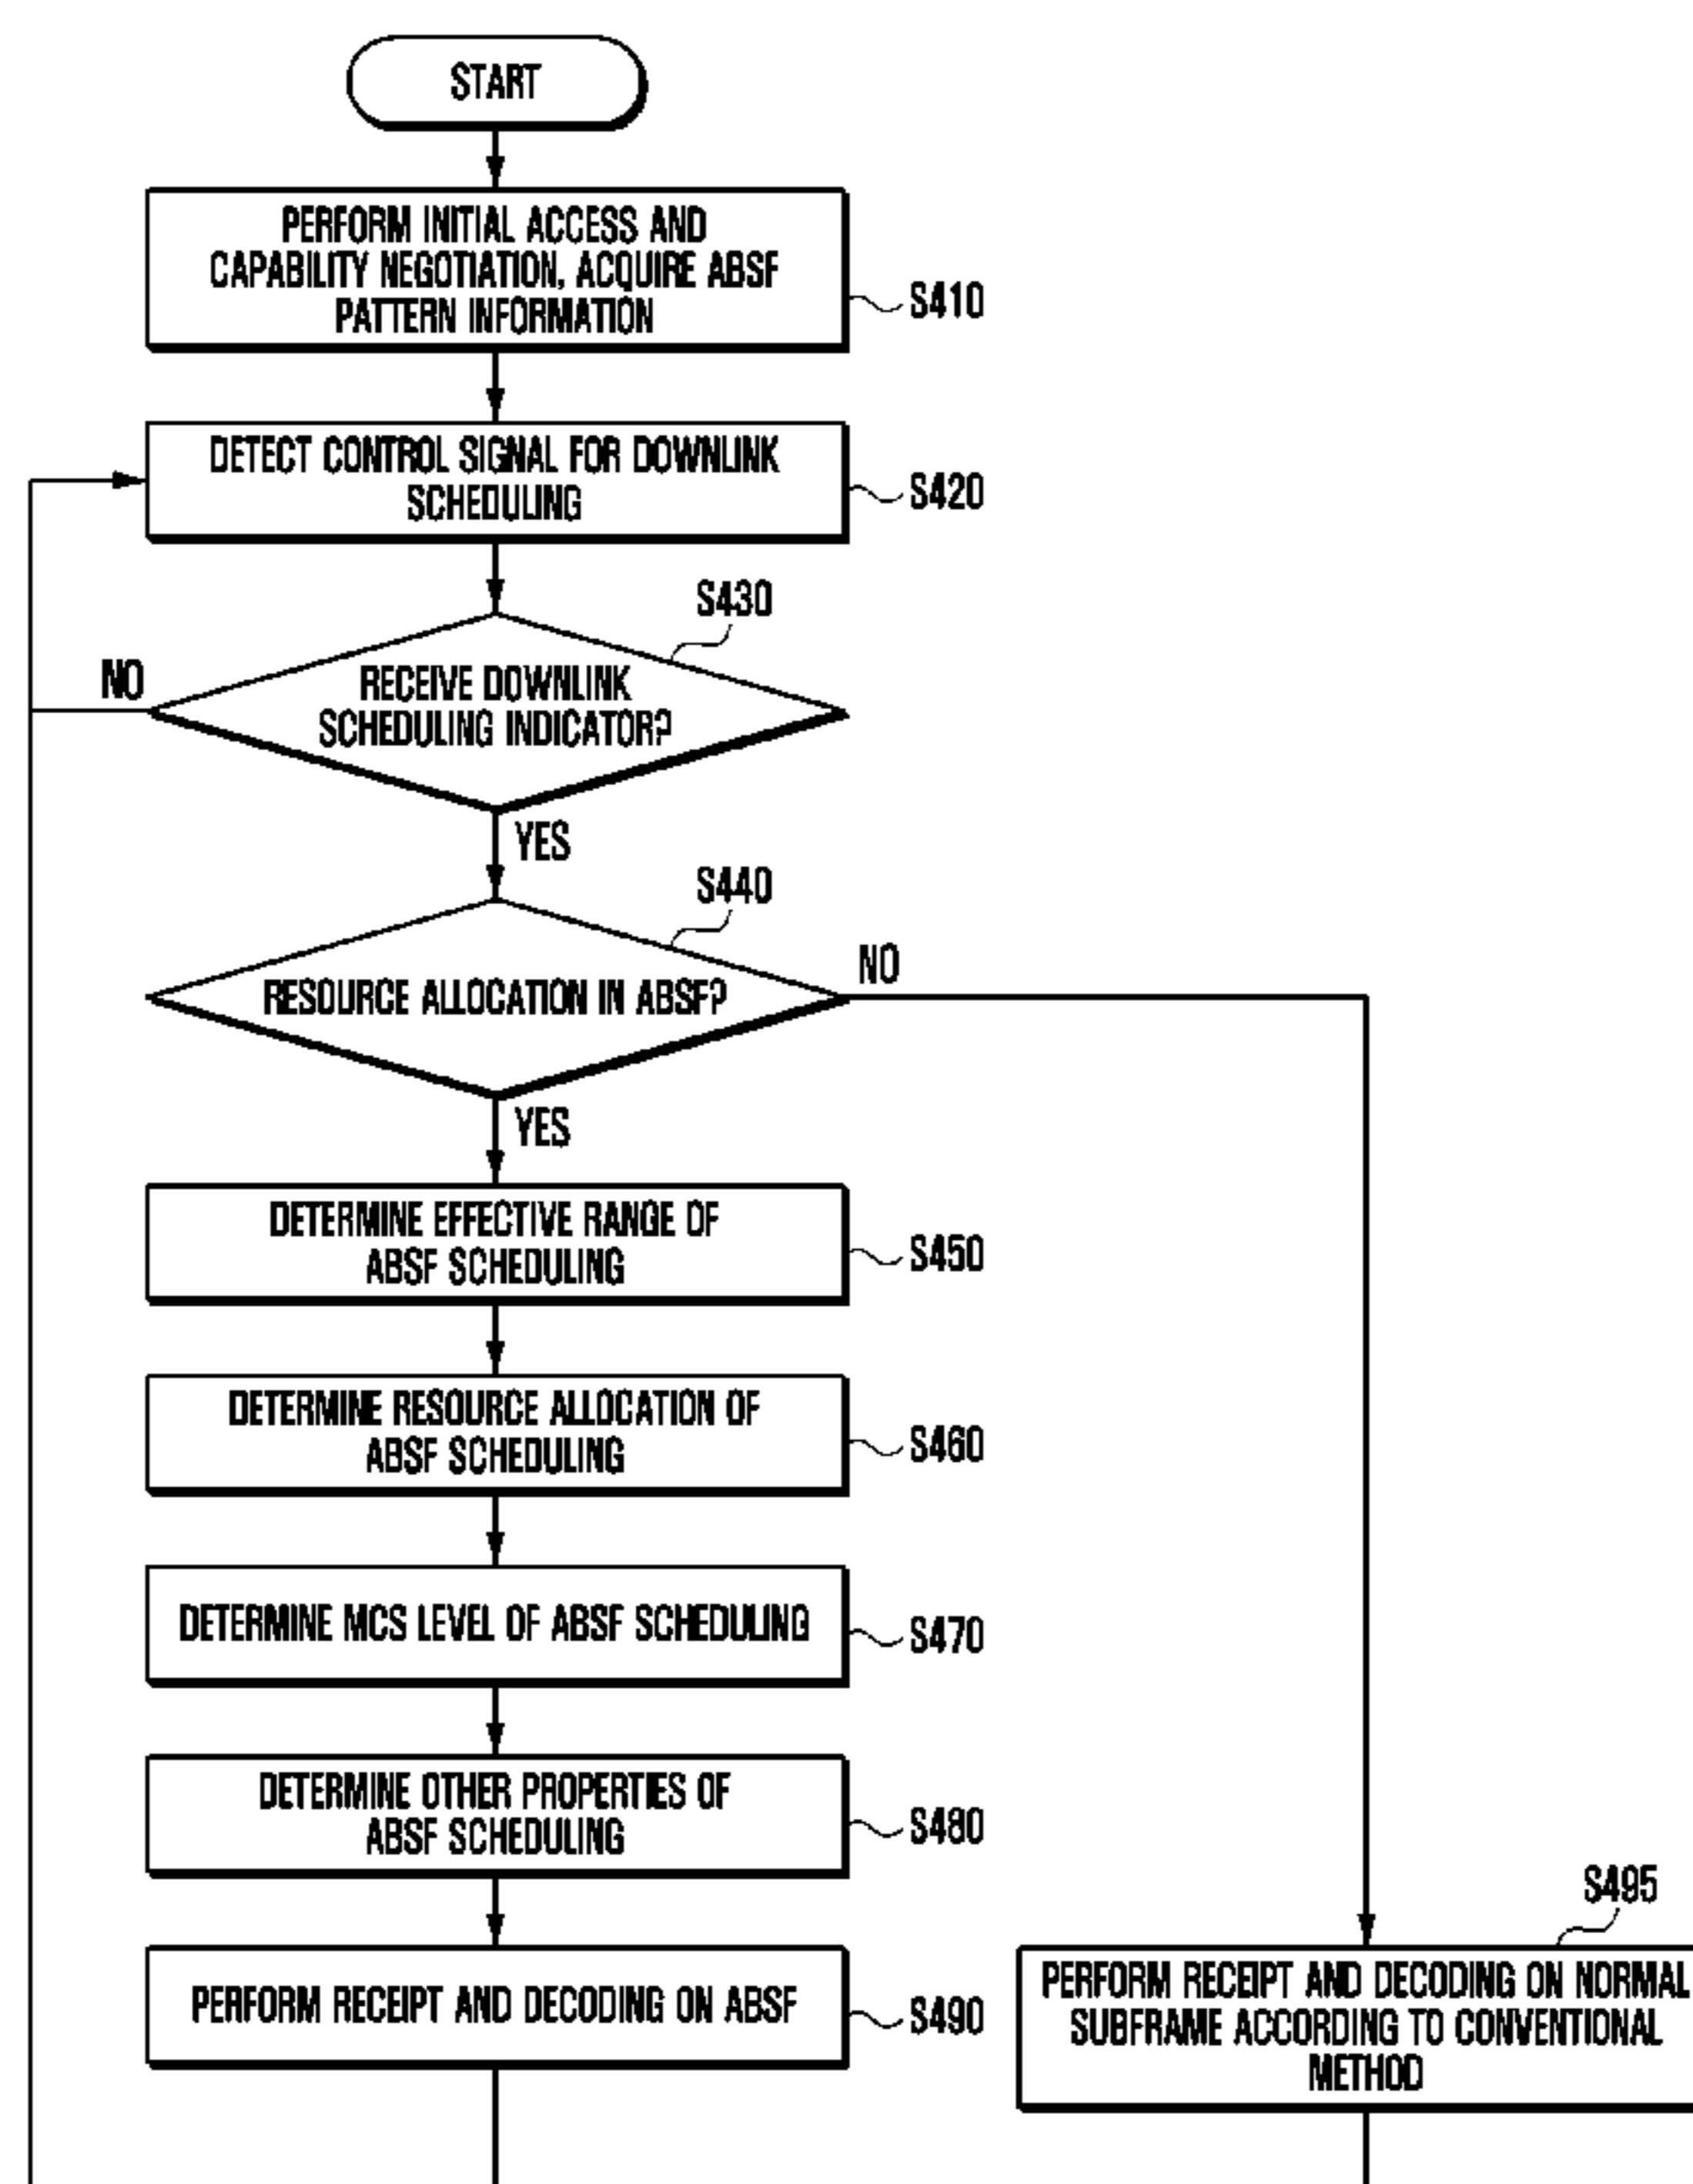 START
PERFORM INITIAL ACCESS AND
CAPABILITY NEGOTIATION, ACQUIRE ABSF
PATTERN INFORMATION
S410
DETECT CONTROL SIGNAL FOR DOWNLINK
SCHEDULING
S420
S430
NO
RECEIVE DOWNLINK
SCHEDULING INDICATOR?
YES
S440
NO
RESOURCE ALLOCATION IN ABSF?
YES
DETERMINE EFFECTIVE RANGE OF
ABSF SCHEDULING
S450
DETERMINE RESOURCE ALLOCATION OF
ABSF SCHEDULING
S460
DETERMINE MCS LEVEL OF ABSF SCHEDULING
S470
DETERMINE OTHER PROPERTIES OF
ABSF SCHEDULING
S480
PERFORM RECEIPT AND DECODING ON ABSF
S490
S495
PERFORM RECEIPT AND DECODING ON NORMAL
SUBFRAME ACCORDING TO CONVENTIONAL
METHOD